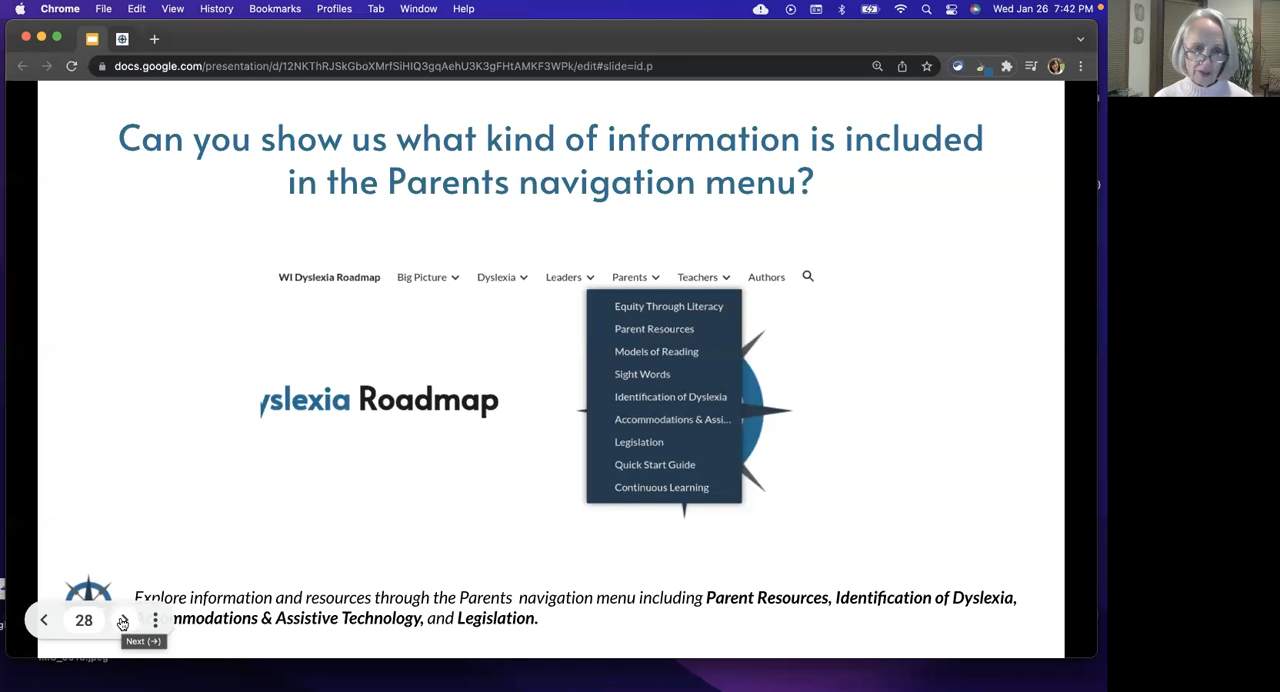 Chrome File Edit View History Bookmarks Profiles Tab Window Help Wed Jan 26 7:42 PM
docs.google.com/presentation/d/12NKThRJSkGboXMrfSiHIQ3gqAehU3K3gFHtAMKF3WPk/edit#slide=id.p
Can you show us what kind of information is included
in the Parents navigation menu?
WI Dyslexia Roadmap Big Picture Dyslexia Leaders Parents Teachers Authors
Equity Through Literacy
Parent Resources
Models of Reading
Sight Words
Identification of Dyslexia
Accommodations & Assi...
Legislation
Quick Start Guide
Continuous Learning
yslexia Roadmap
Explore information and resources through the Parents navigation menu including Parent Resources, Identification of Dyslexia,
mmodations & Assistive Technology, and Legislation.
28
Next (→)